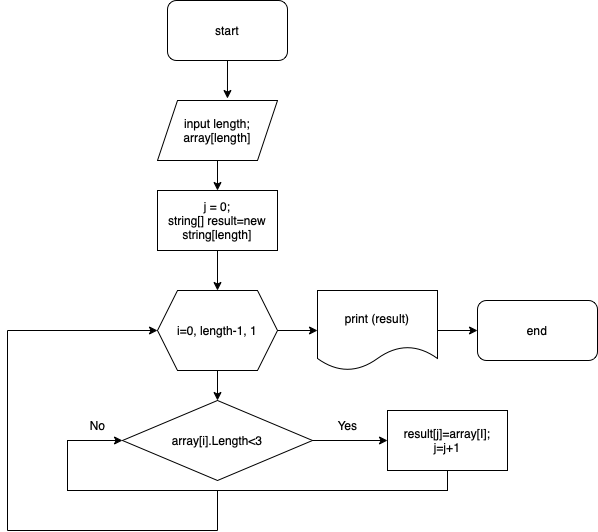 start
input length;
array[length]
j = 0;
string[] result=new
string[length]
i=0, length-1, 1
print (result)
end
No
array[i].Length<3
Yes
result[j]=array[I];
j=j+1